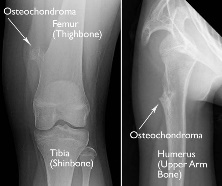 Osteochondroma
Femur
(Thighbone)
Tibia
(Shinbone)
Osteochondroma
Humerus
(Upper Arm
Bone)